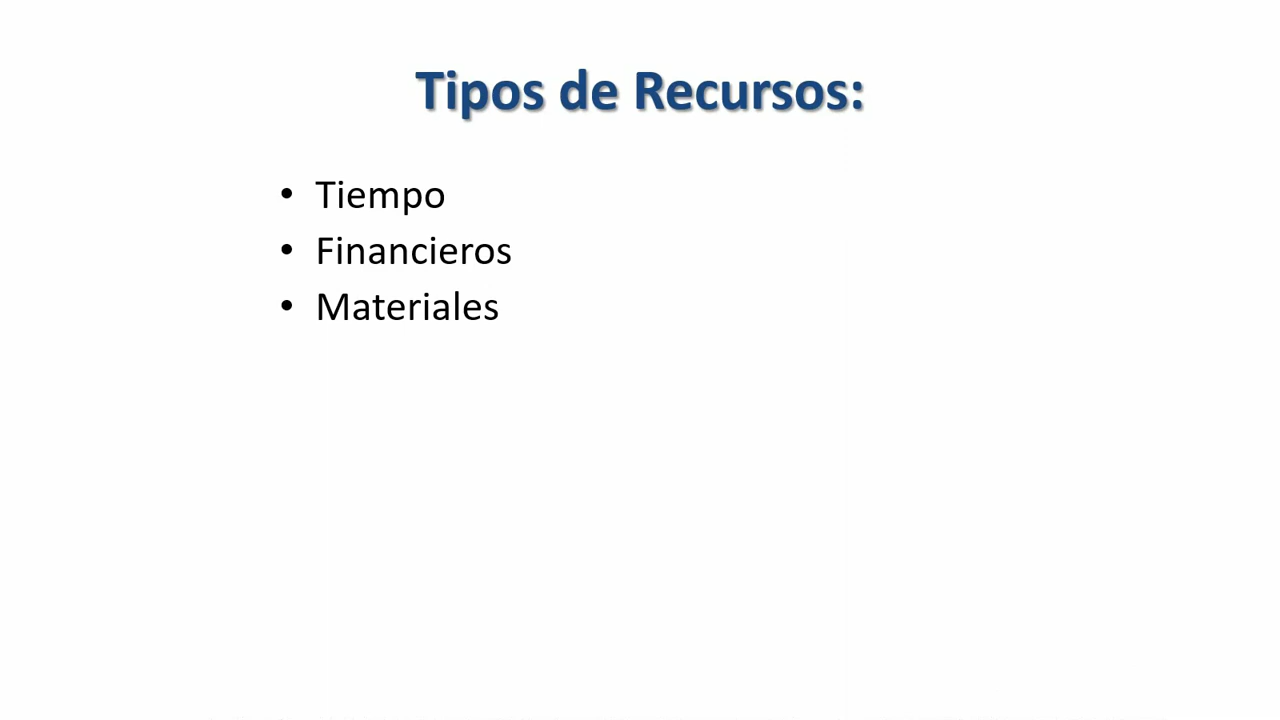 Tipos de Recursos:
• Tiempo
• Financieros
• Materiales